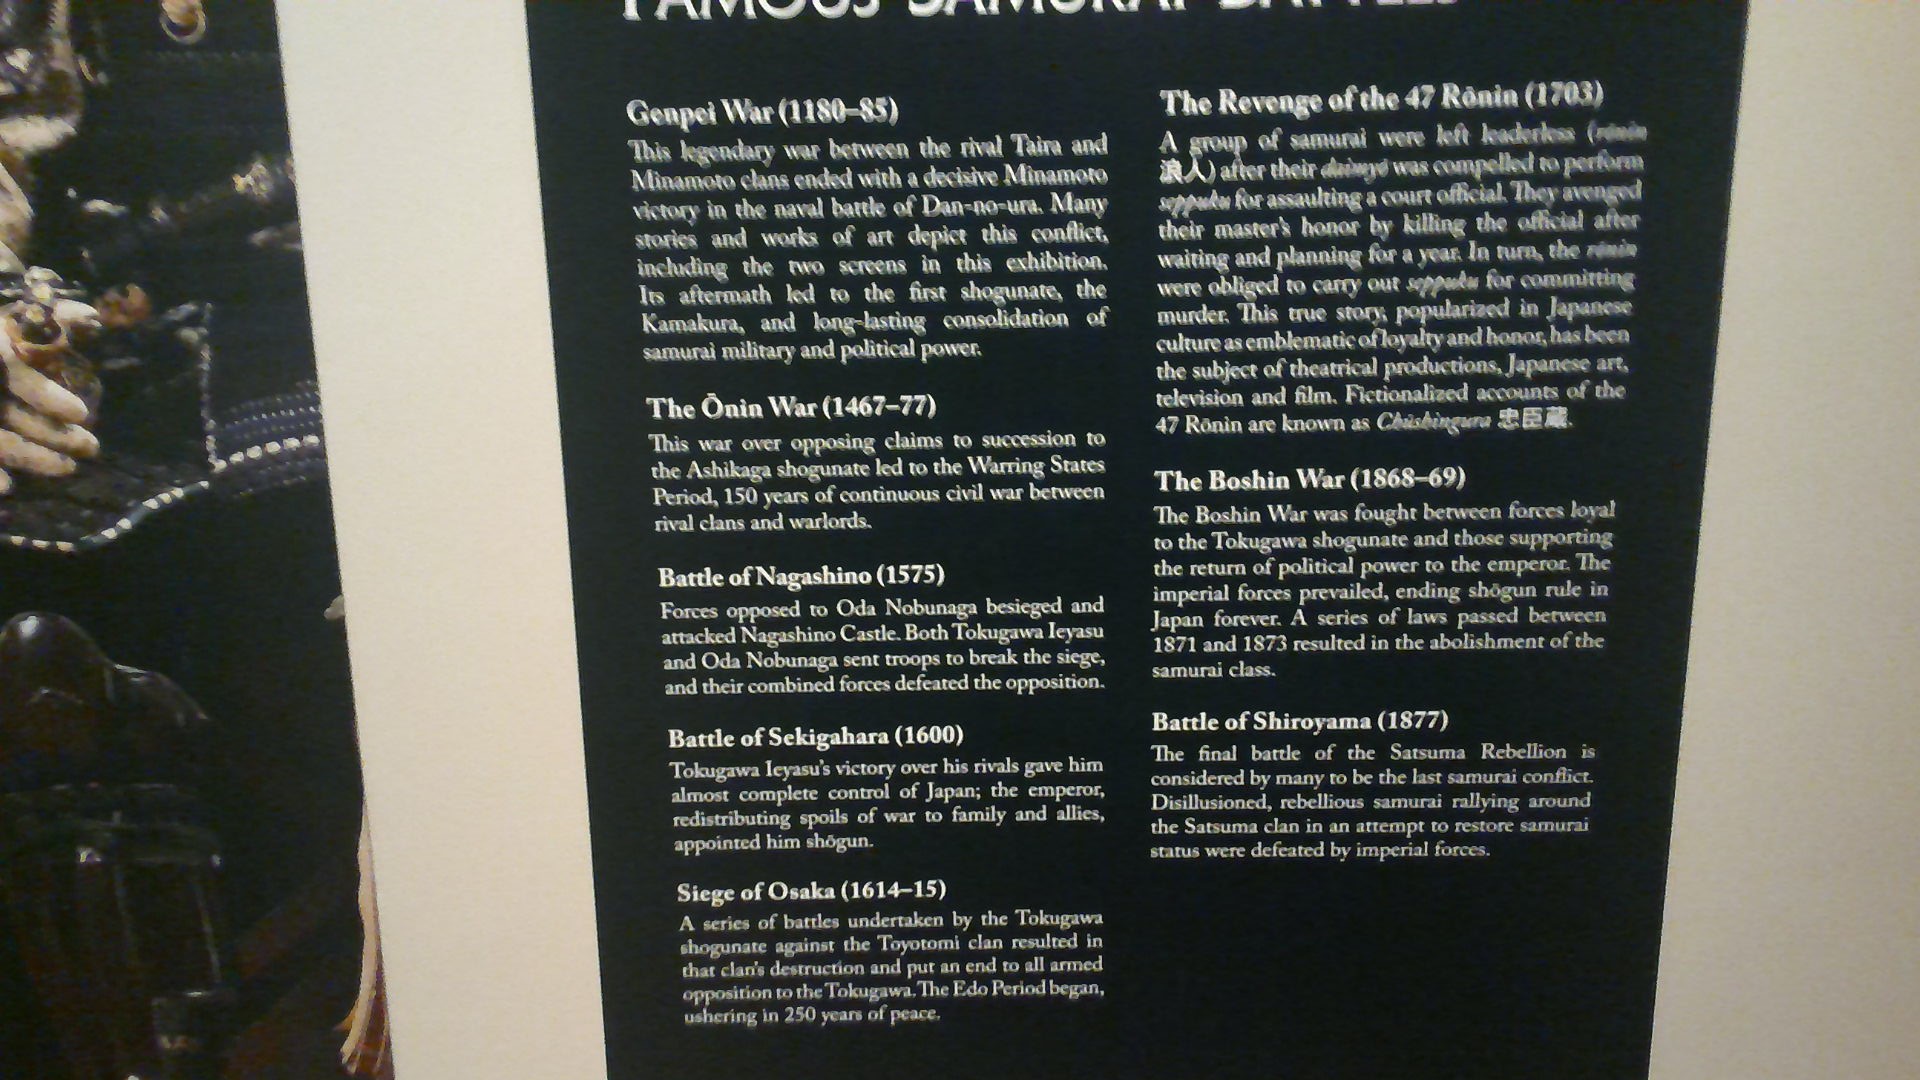 FAMOUS SAMURAI BATTLES
Genpei War (1180–85)
This legendary war between the rival Taira and
Minamoto clans ended with a decisive Minamoto
victory in the naval battle of Dan-no-ura. Many
stories and works of art depict this conflict,
including the two screens in this exhibition.
Its aftermath led to the first shogunate, the
Kamakura, and long-lasting consolidation of
samurai military and political power.
The Ōnin War (1467–77)
This war over opposing claims to succession to
the Ashikaga shogunate led to the Warring States
Period, 150 years of continuous civil war between
rival clans and warlords.
Battle of Nagashino (1575)
Forces opposed to Oda Nobunaga besieged and
attacked Nagashino Castle. Both Tokugawa Ieyasu
and Oda Nobunaga sent troops to break the siege,
and their combined forces defeated the opposition.
Battle of Sekigahara (1600)
Tokugawa Ieyasu's victory over his rivals gave him
almost complete control of Japan; the emperor,
redistributing spoils of war to family and allies,
appointed him shōgun.
Siege of Osaka (1614–15)
A series of battles undertaken by the Tokugawa
shogunate against the Toyotomi clan resulted in
that clan's destruction and put an end to all armed
opposition to the Tokugawa. The Edo Period began,
ushering in 250 years of peace.
The Revenge of the 47 Rōnin (1703)
A group of samurai were left leaderless (rōnin
浪人) after their daimyō was compelled to perform
seppuku for assaulting a court official. They avenged
their master's honor by killing the official after
waiting and planning for a year. In turn, the rōnin
were obliged to carry out seppuku for committing
murder. This true story, popularized in Japanese
culture as emblematic of loyalty and honor, has been
the subject of theatrical productions, Japanese art,
television and film. Fictionalized accounts of the
47 Rōnin are known as Chūshingura 忠臣蔵.
The Boshin War (1868–69)
The Boshin War was fought between forces loyal
to the Tokugawa shogunate and those supporting
the return of political power to the emperor. The
imperial forces prevailed, ending shōgun rule in
Japan forever. A series of laws passed between
1871 and 1873 resulted in the abolishment of the
samurai class.
Battle of Shiroyama (1877)
The final battle of the Satsuma Rebellion is
considered by many to be the last samurai conflict.
Disillusioned, rebellious samurai rallying around
the Satsuma clan in an attempt to restore samurai
status were defeated by imperial forces.